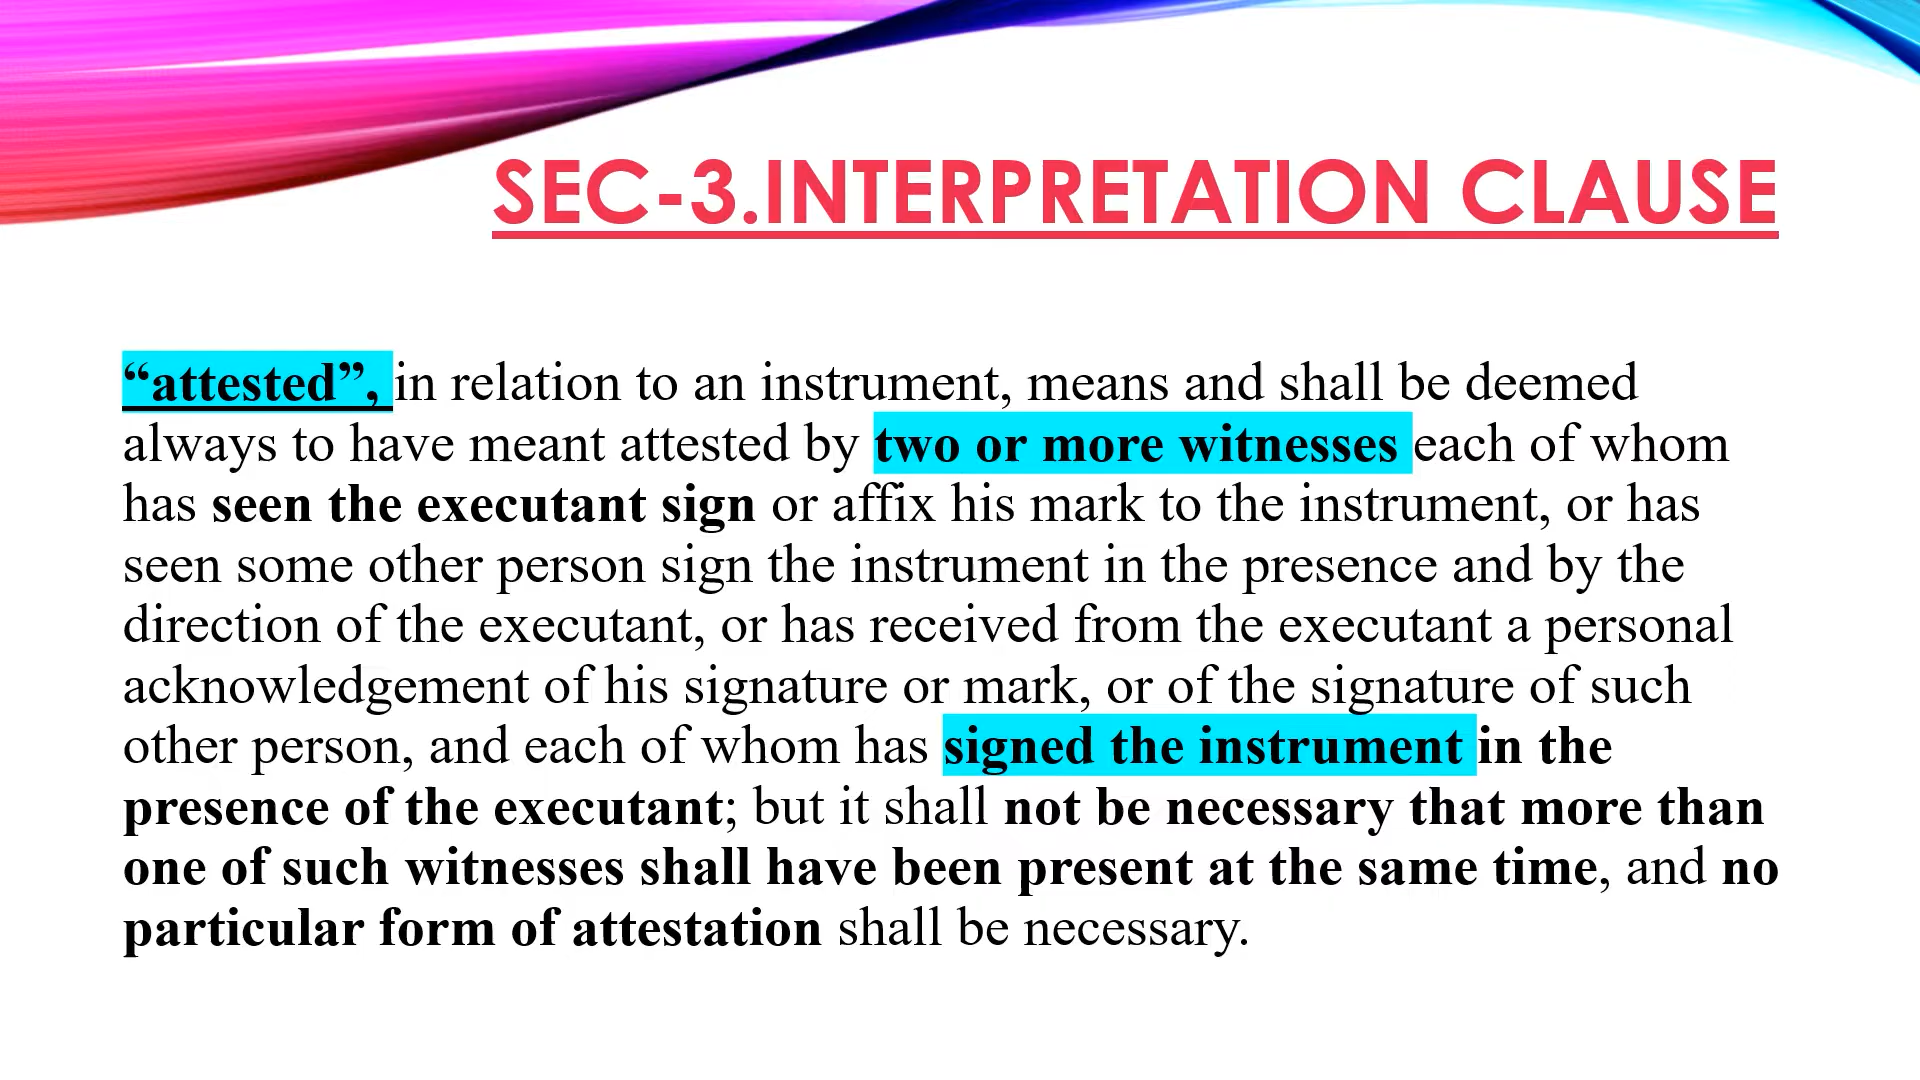 SEC-3.INTERPRETATION CLAUSE
“attested”, in relation to an instrument, means and shall be deemed
always to have meant attested by two or more witnesses each of whom
has seen the executant sign or affix his mark to the instrument, or has
seen some other person sign the instrument in the presence and by the
direction of the executant, or has received from the executant a personal
acknowledgement of his signature or mark, or of the signature of such
other person, and each of whom has signed the instrument in the
presence of the executant; but it shall not be necessary that more than
one of such witnesses shall have been present at the same time, and no
particular form of attestation shall be necessary.